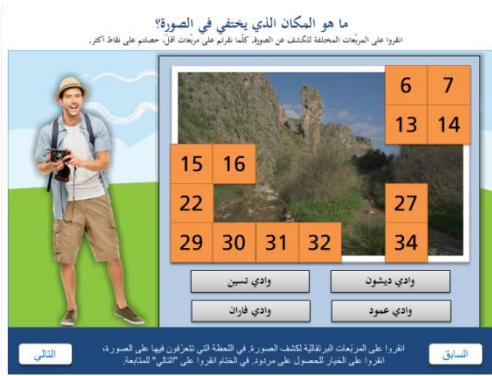 ما هو المكان الذي يختفي في الصورة؟
انقروا على المربّعات المختلفة للكشف عن الصورة. كلّما نقرتم على مربّعات أقل، حصلتم على نقاط أكثر.
6 7
13 14
15 16
22 27
29 30 31 32 34
وادي ديشون
وادي تسين
وادي عمود
وادي فاران
انقروا على المربّعات البرتقاليّة لكشف الصورة. في اللحظة التي تتعرّفون فيها على الصورة،
انقروا على الخيار للحصول على مردود. في الختام انقروا على "التالي" للمتابعة.
السابق
التالي